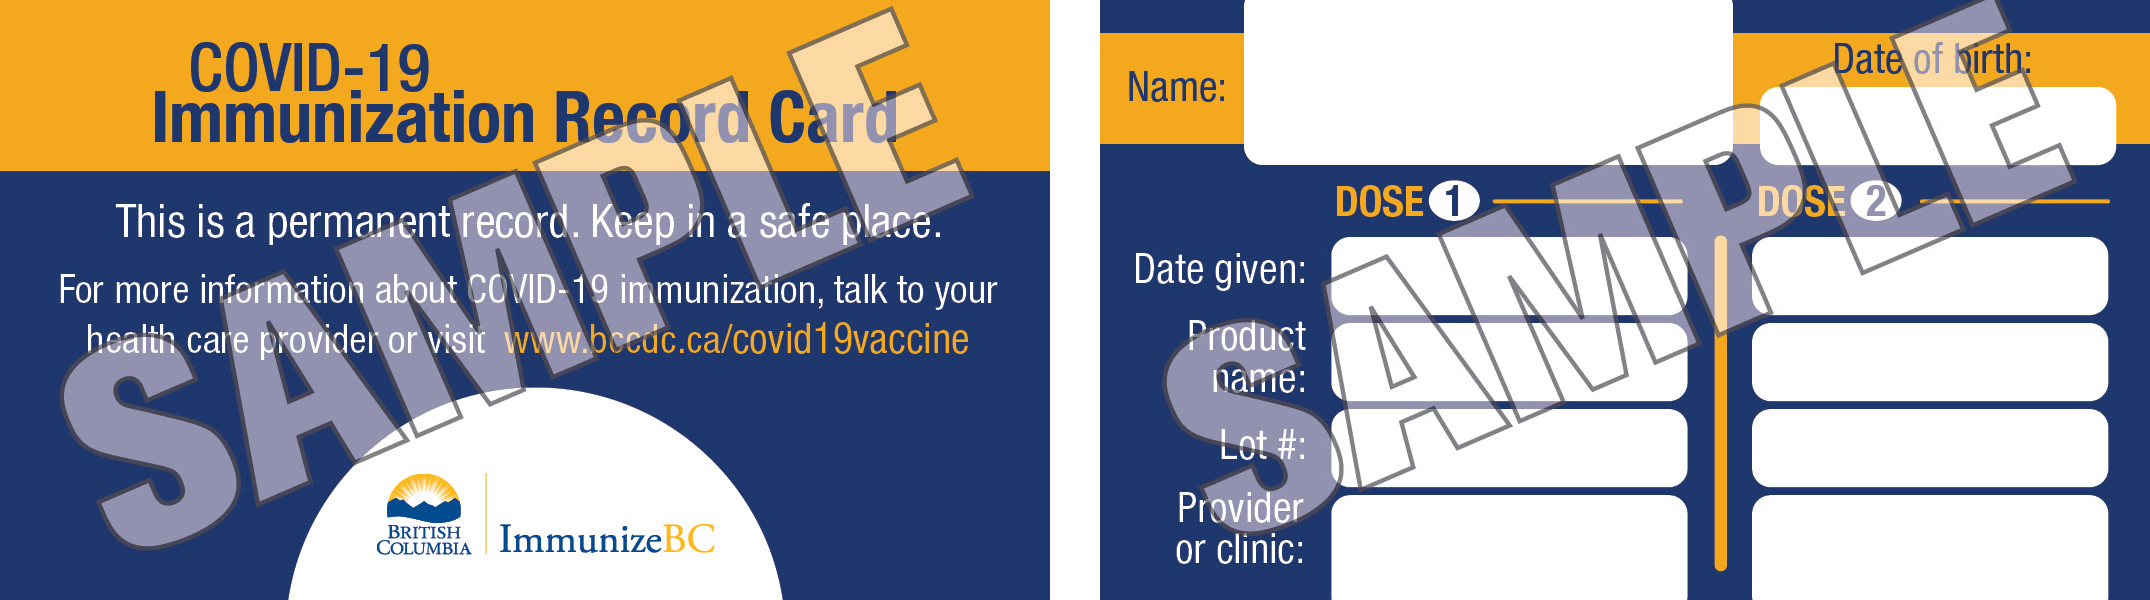 COVID-19
Immunization Record Card
This is a permanent record. Keep in a safe place.
For more information about COVID-19 immunization, talk to your
health care provider or visit www.bccdc.ca/covid19vaccine
BRITISH
COLUMBIA
ImmunizeBC
SAMPLE
Name:
Date of birth:
DOSE 1
DOSE 2
Date given:
Product
name:
Lot #:
Provider
or clinic:
SAMPLE